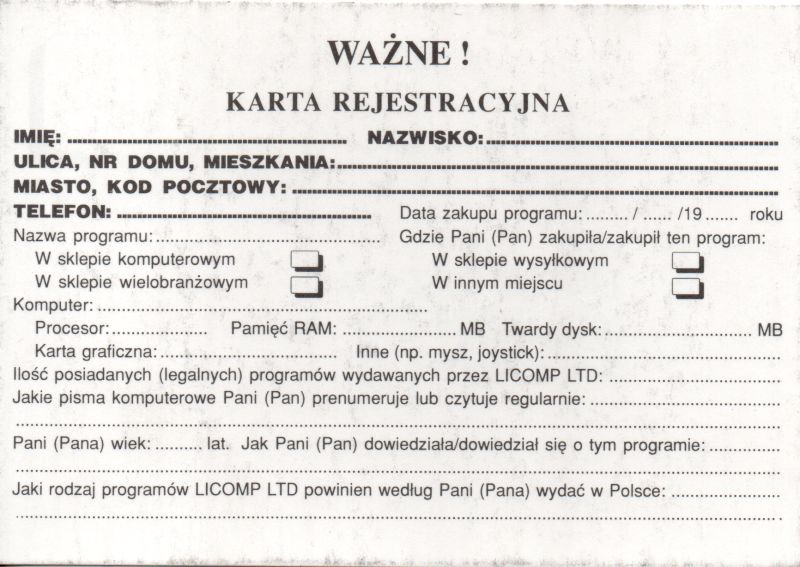 WAŻNE !
KARTA REJESTRACYJNA
IMIĘ: ........................................ NAZWISKO: ........................................
ULICA, NR DOMU, MIESZKANIA: ........................................
MIASTO, KOD POCZTOWY: ........................................
TELEFON: ........................................ Data zakupu programu: ......... / ...... /19 ....... roku
Nazwa programu: ........................................ Gdzie Pani (Pan) zakupiła/zakupił ten program:
W sklepie komputerowym W sklepie wysyłkowym
W sklepie wielobranżowym W innym miejscu
Komputer: ........................................
Procesor: .................... Pamięć RAM: ......................... MB Twardy dysk: ................................. MB
Karta graficzna: ........................................ Inne (np. mysz, joystick): ........................................
Ilość posiadanych (legalnych) programów wydawanych przez LICOMP LTD: ........................................
Jakie pisma komputerowe Pani (Pan) prenumeruje lub czytuje regularnie: ........................................
................................................................................
Pani (Pana) wiek: .......... lat. Jak Pani (Pan) dowiedziała/dowiedział się o tym programie: ...............
................................................................................
Jaki rodzaj programów LICOMP LTD powinien według Pani (Pana) wydać w Polsce: ........................
................................................................................